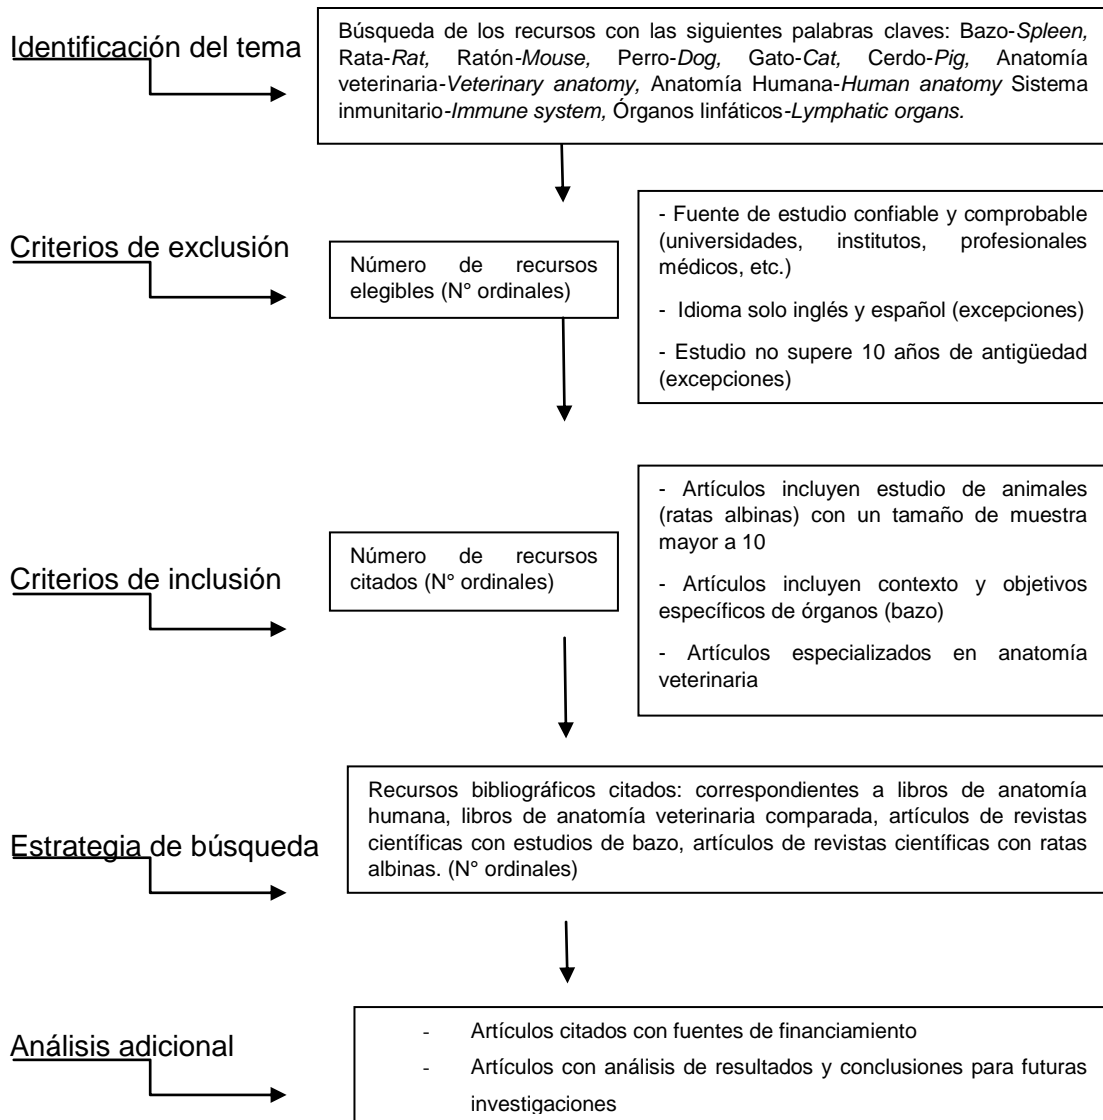 Identificación del tema
Búsqueda de los recursos con las siguientes palabras claves: Bazo-Spleen,
Rata-Rat, Ratón-Mouse, Perro-Dog, Gato-Cat, Cerdo-Pig, Anatomía
veterinaria-Veterinary anatomy, Anatomía Humana-Human anatomy Sistema
inmunitario-Immune system, Órganos linfáticos-Lymphatic organs.
Criterios de exclusión
Número de recursos
elegibles (N° ordinales)
- Fuente de estudio confiable y comprobable
(universidades, institutos, profesionales
médicos, etc.)
- Idioma solo inglés y español (excepciones)
- Estudio no supere 10 años de antigüedad
(excepciones)
Criterios de inclusión
Número de recursos
citados (N° ordinales)
- Artículos incluyen estudio de animales
(ratas albinas) con un tamaño de muestra
mayor a 10
- Artículos incluyen contexto y objetivos
específicos de órganos (bazo)
- Artículos especializados en anatomía
veterinaria
Estrategia de búsqueda
Recursos bibliográficos citados: correspondientes a libros de anatomía
humana, libros de anatomía veterinaria comparada, artículos de revistas
científicas con estudios de bazo, artículos de revistas científicas con ratas
albinas. (N° ordinales)
Análisis adicional
- Artículos citados con fuentes de financiamiento
- Artículos con análisis de resultados y conclusiones para futuras
investigaciones